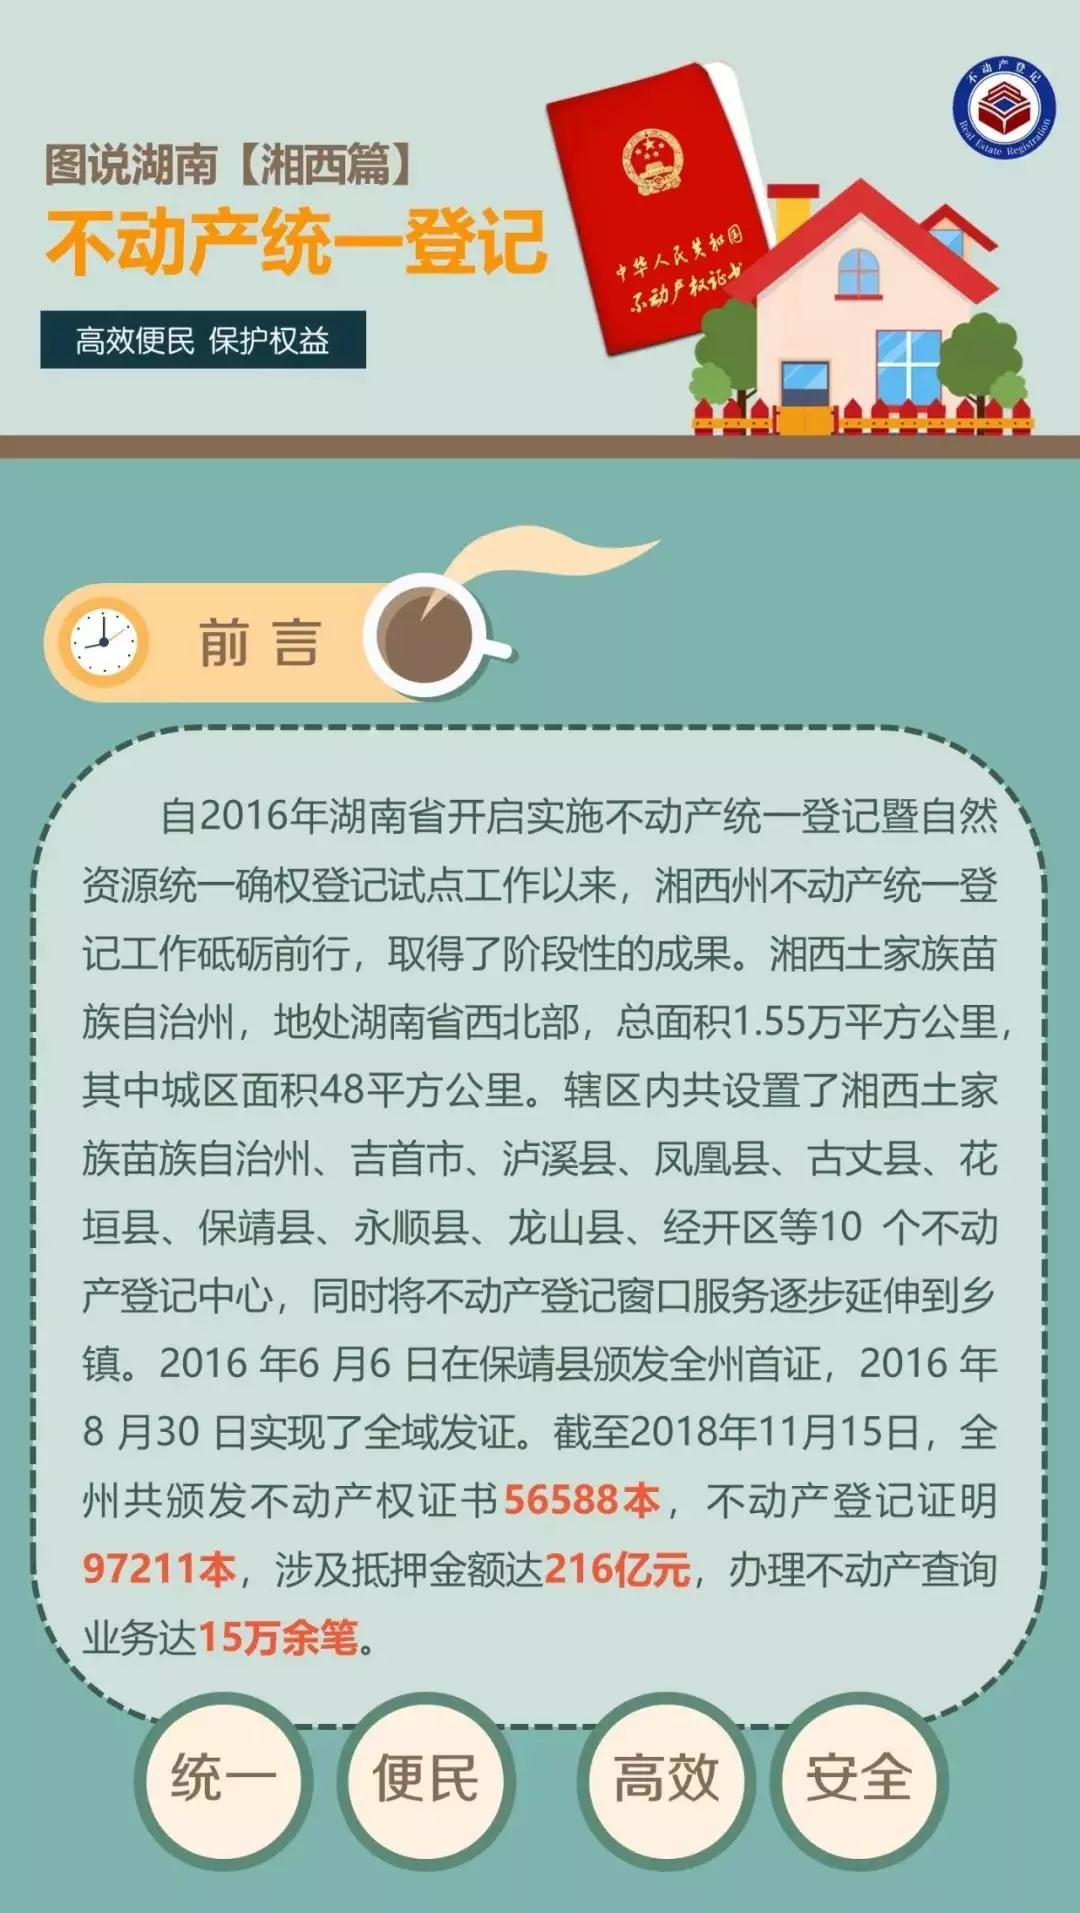 不动产登记
Real Estate Registration
图说湖南【湘西篇】
不动产统一登记
高效便民 保护权益
中华人民共和国
不动产权证书
前言
自2016年湖南省开启实施不动产统一登记暨自然
资源统一确权登记试点工作以来，湘西州不动产统一登
记工作砥砺前行，取得了阶段性的成果。湘西土家族苗
族自治州，地处湖南省西北部，总面积1.55万平方公里，
其中城区面积48平方公里。辖区内共设置了湘西土家
族苗族自治州、吉首市、泸溪县、凤凰县、古丈县、花
垣县、保靖县、永顺县、龙山县、经开区等10 个不动
产登记中心，同时将不动产登记窗口服务逐步延伸到乡
镇。2016 年6 月6 日在保靖县颁发全州首证，2016 年
8 月30 日实现了全域发证。截至2018年11月15日，全
州共颁发不动产权证书56588本，不动产登记证明
97211本，涉及抵押金额达216亿元，办理不动产查询
业务达15万余笔。
统一
便民
高效
安全